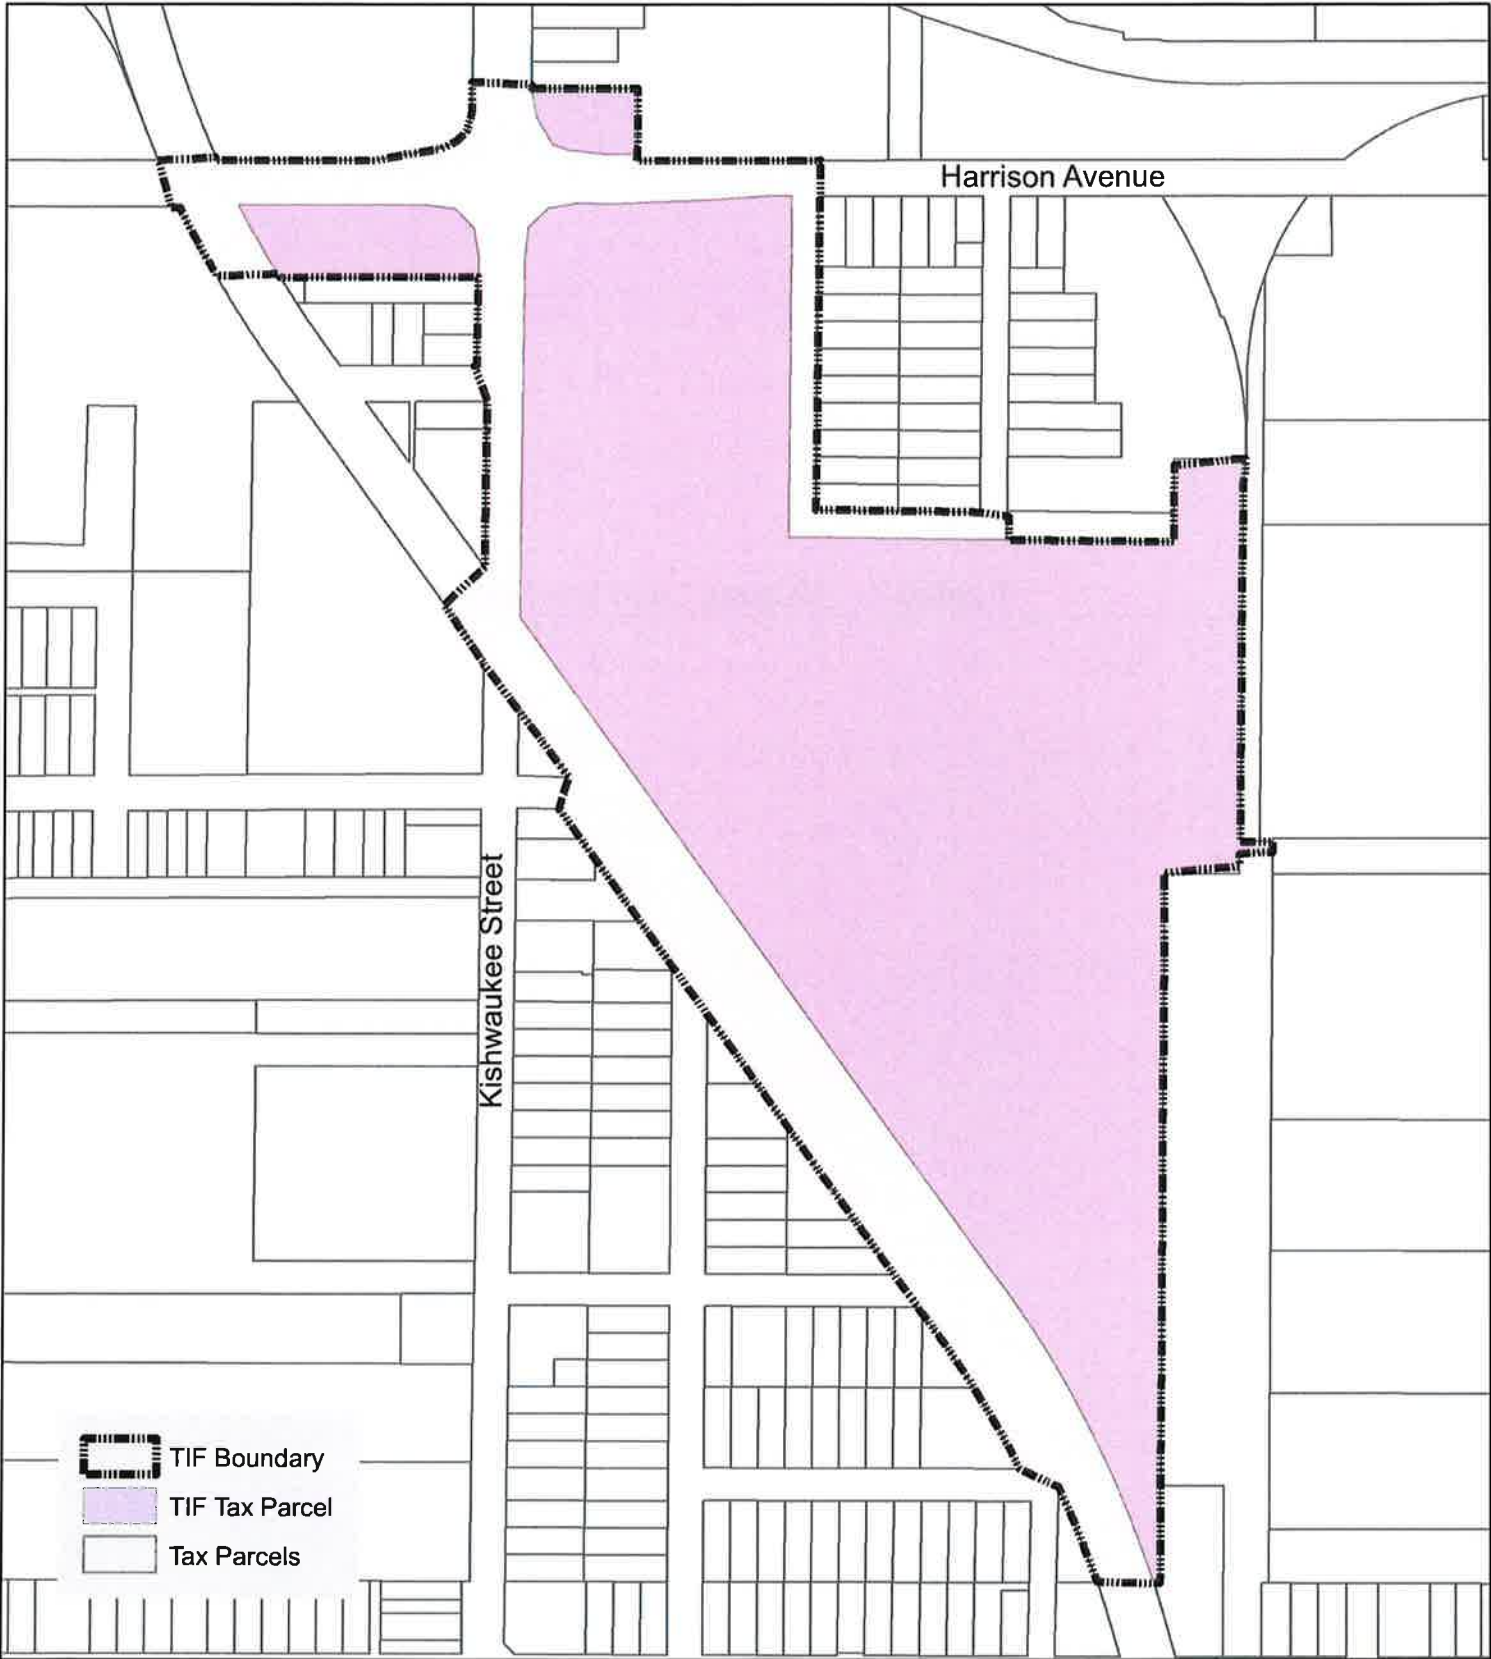 Harrison Avenue
Kishwaukee Street
TIF Boundary
TIF Tax Parcel
Tax Parcels